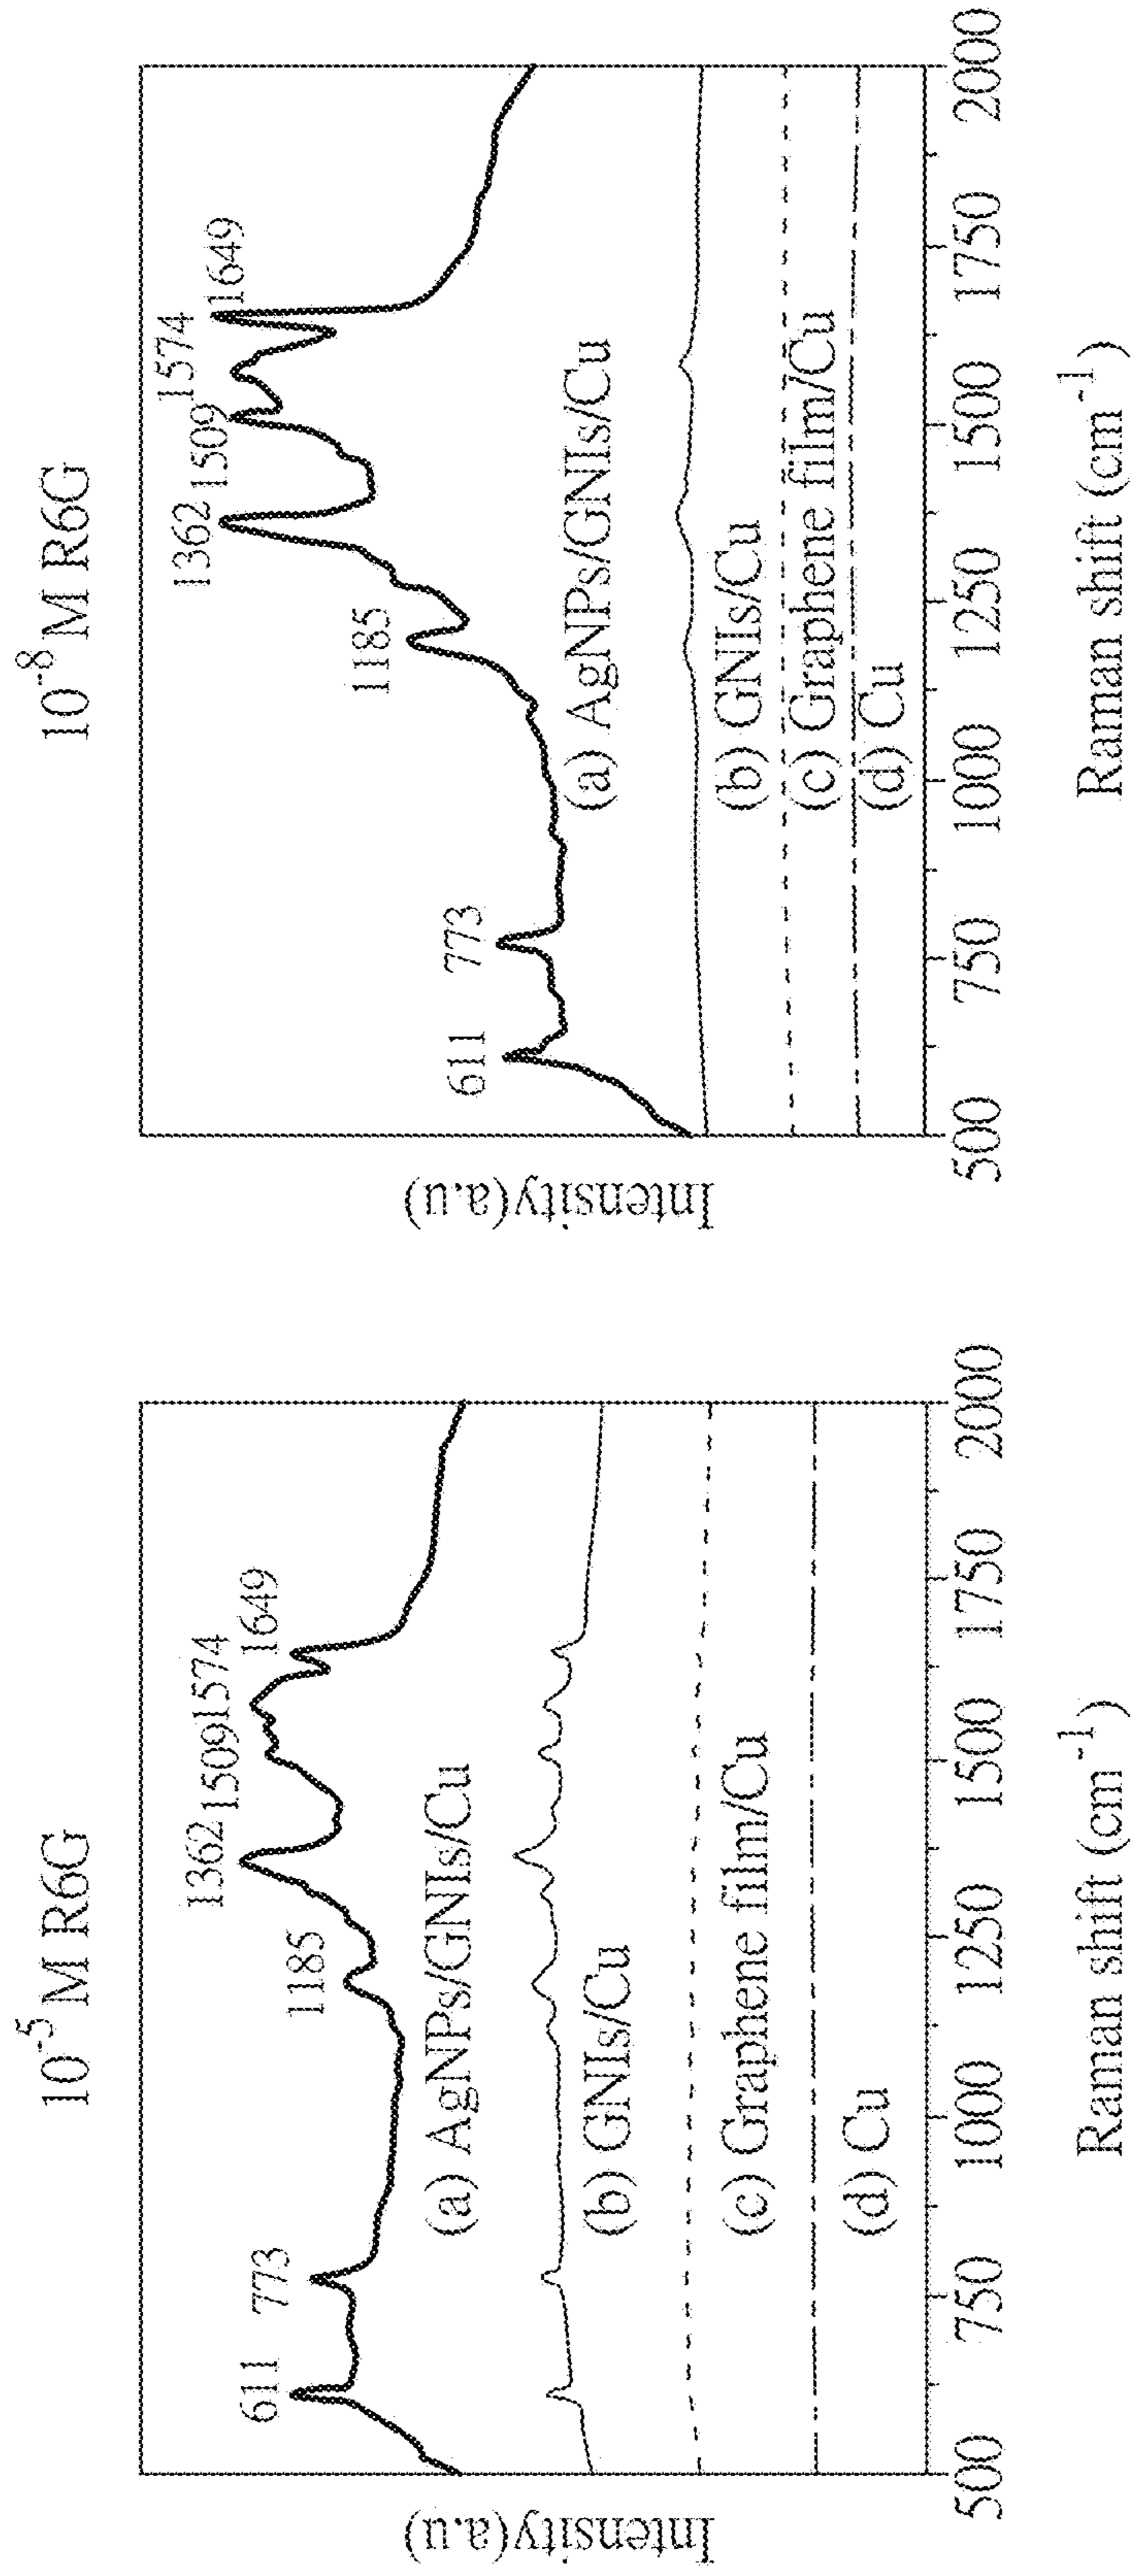 10⁻⁵ M R6G
Intensity(a.u)
611
773
1185
1362
1509
1574
1649
(a) AgNPs/GNIs/Cu
(b) GNIs/Cu
(c) Graphene film/Cu
(d) Cu
500 750 1000 1250 1500 1750 2000
Raman shift (cm⁻¹)
10⁻⁸ M R6G
Intensity(a.u)
611
773
1185
1362
1509
1574
1649
(a) AgNPs/GNIs/Cu
(b) GNIs/Cu
(c) Graphene film/Cu
(d) Cu
500 750 1000 1250 1500 1750 2000
Raman shift (cm⁻¹)